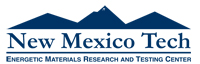 New Mexico Tech
Energetic Materials Research and Testing Center